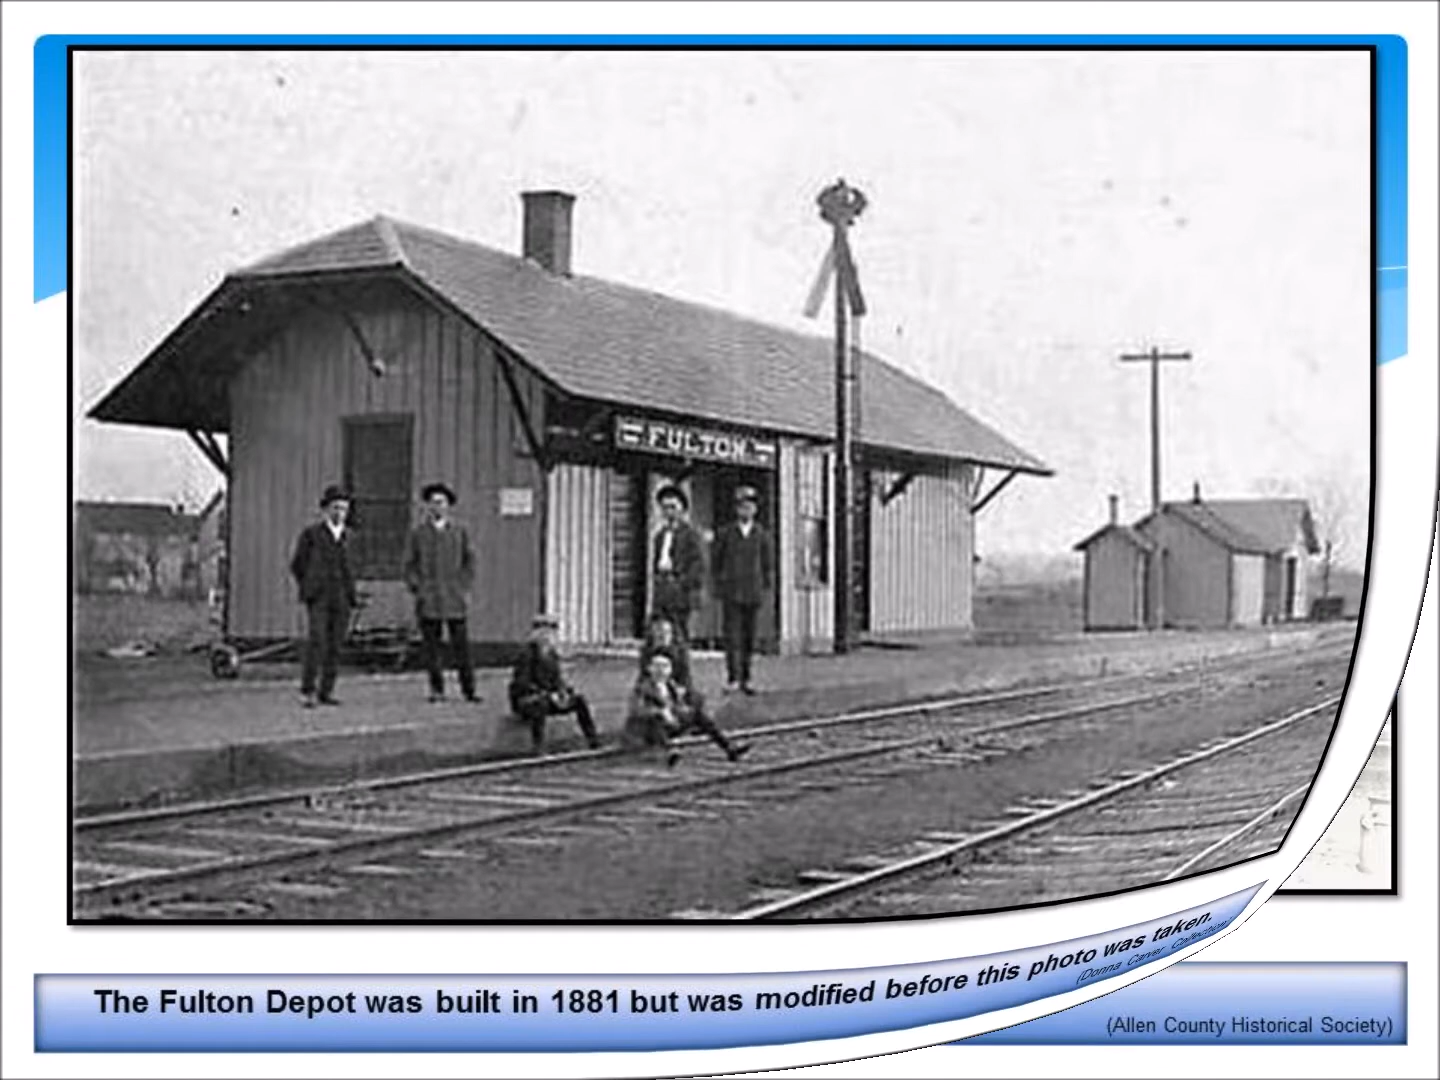 FULTON
The Fulton Depot was built in 1881 but was modified before this photo was taken.
(Donna Carver Collection)
(Allen County Historical Society)